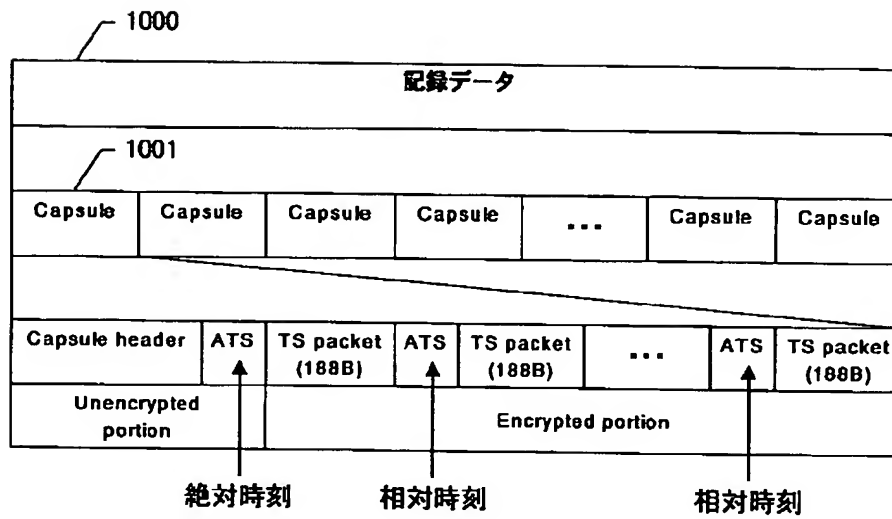 1000
記録データ
1001
Capsule Capsule Capsule Capsule ... Capsule Capsule
Capsule header ATS TS packet ATS TS packet ... ATS TS packet
(188B) (188B) (188B)
Unencrypted Encrypted portion
portion
絶対時刻 相対時刻 相対時刻